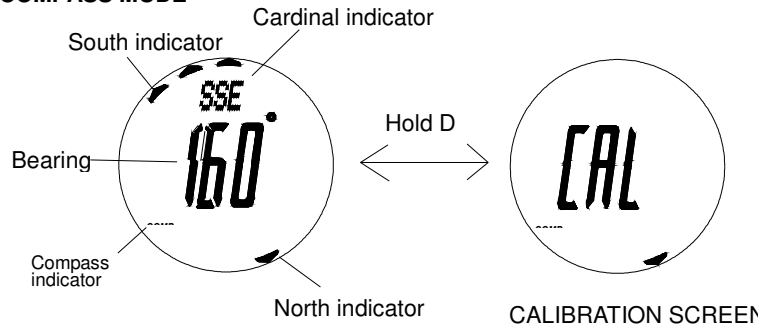 COMPASS MODE
Cardinal indicator
South indicator
SSE
160°
Hold D
CAL
Bearing
Compass
indicator
North indicator
CALIBRATION SCREEN